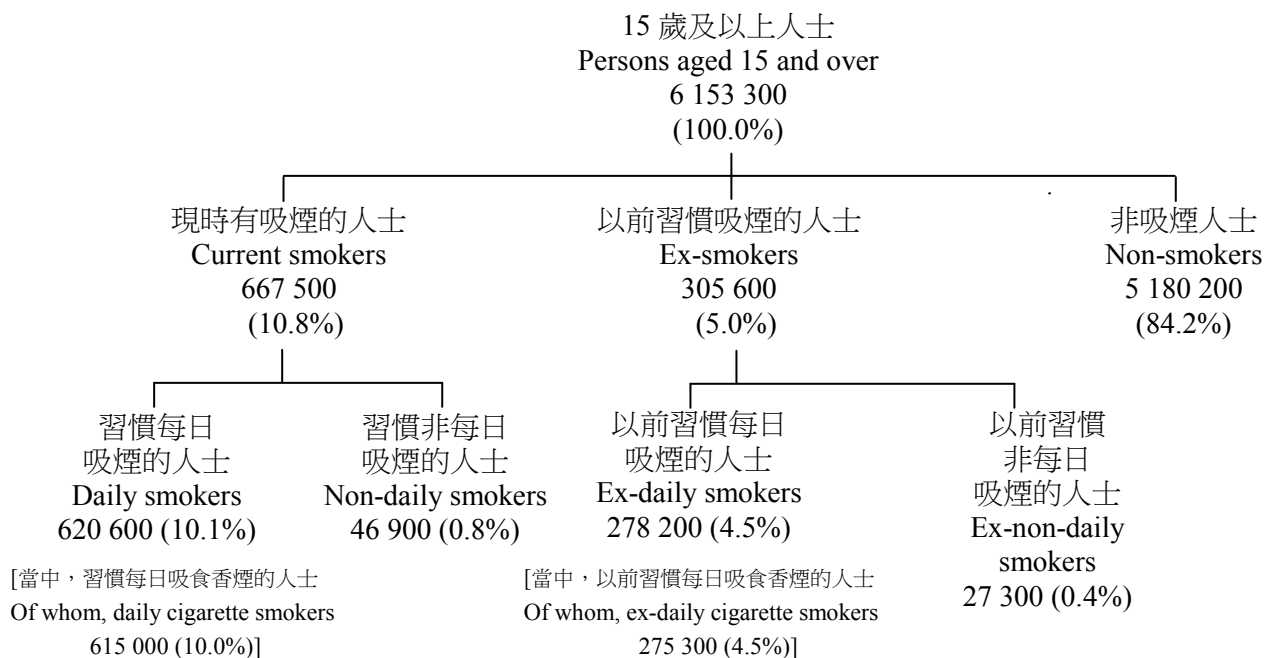 15 歲及以上人士
Persons aged 15 and over
6 153 300
(100.0%)
現時有吸煙的人士
Current smokers
667 500
(10.8%)
以前習慣吸煙的人士
Ex-smokers
305 600
(5.0%)
非吸煙人士
Non-smokers
5 180 200
(84.2%)
習慣每日
吸煙的人士
Daily smokers
620 600 (10.1%)
[當中，習慣每日吸食香煙的人士
Of whom, daily cigarette smokers
615 000 (10.0%)]
習慣非每日
吸煙的人士
Non-daily smokers
46 900 (0.8%)
以前習慣每日
吸煙的人士
Ex-daily smokers
278 200 (4.5%)
[當中，以前習慣每日吸食香煙的人士
Of whom, ex-daily cigarette smokers
275 300 (4.5%)]
以前習慣
非每日
吸煙的人士
Ex-non-daily
smokers
27 300 (0.4%)